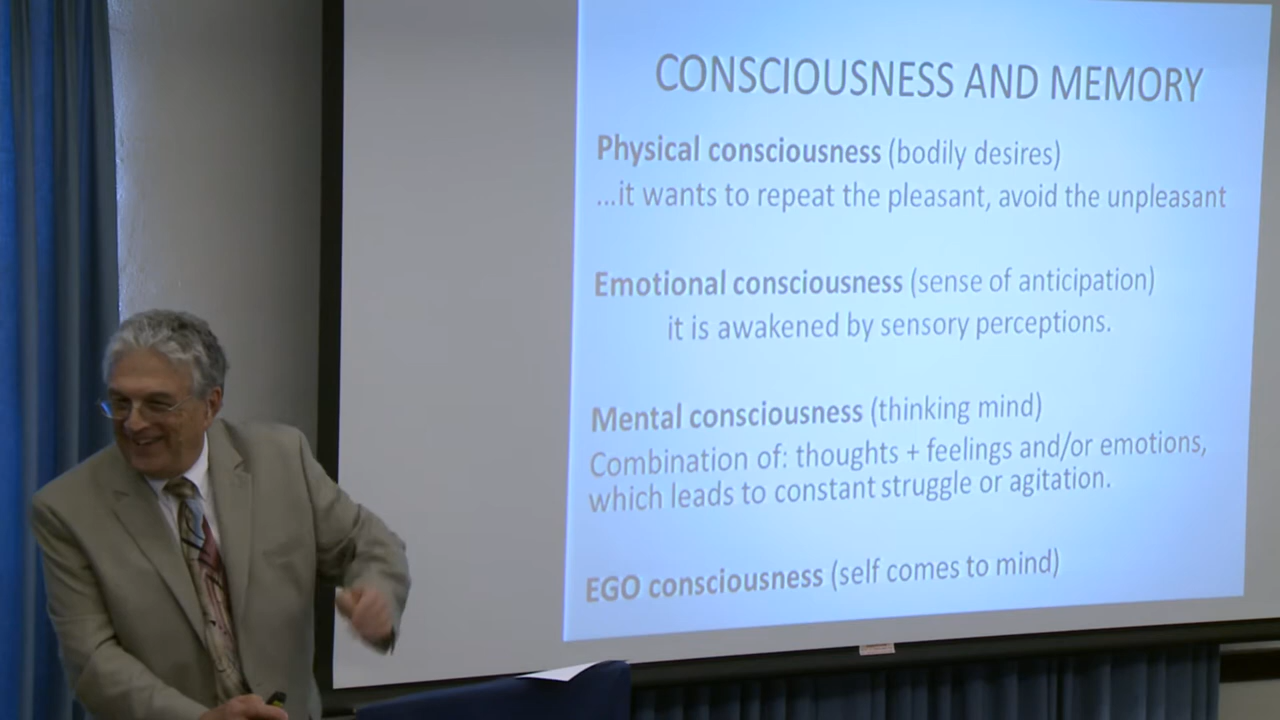 CONSCIOUSNESS AND MEMORY
Physical consciousness (bodily desires)
...it wants to repeat the pleasant, avoid the unpleasant
Emotional consciousness (sense of anticipation)
it is awakened by sensory perceptions.
Mental consciousness (thinking mind)
Combination of: thoughts + feelings and/or emotions,
which leads to constant struggle or agitation.
EGO consciousness (self comes to mind)